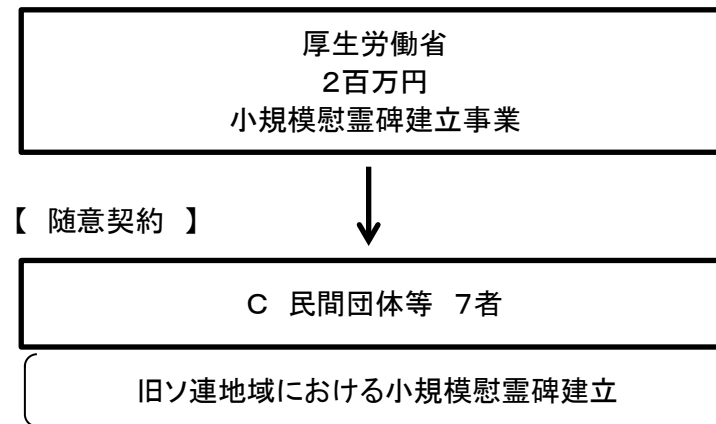 厚生労働省
2百万円
小規模慰霊碑建立事業
【　随意契約　】
C　民間団体等　7者
旧ソ連地域における小規模慰霊碑建立